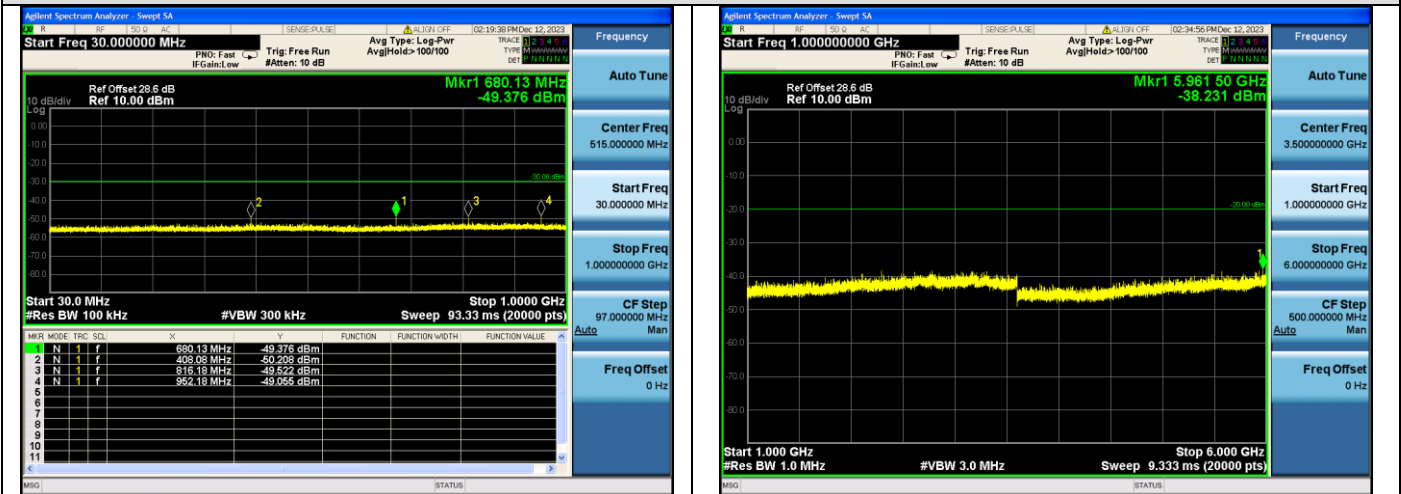 Agilent Spectrum Analyzer - Swept SA
R RF 50 Ω AC SENSE:PULSE ALIGN OFF 02:19:38 PM Dec 12, 2023
Start Freq 30.000000 MHz
PNO: Fast
IFGain:Low
Trig: Free Run
#Atten: 10 dB
Avg Type: Log-Pwr
Avg|Hold:>100/100
TRACE 1 2 3 4 5 6
TYPE MWWWWW
DET P NNNNN
Ref Offset 28.6 dB
Ref 10.00 dBm
10 dB/div
Log
Mkr1 680.13 MHz
-49.376 dBm
0.00
-10.0
-20.0
-30.0
-30.00 dBm
-40.0
2
1
3
4
-50.0
-60.0
-70.0
-80.0
Start 30.0 MHz
Stop 1.0000 GHz
#Res BW 100 kHz
#VBW 300 kHz
Sweep 93.33 ms (20000 pts)
MKR MODE TRC SCL X Y FUNCTION FUNCTION WIDTH FUNCTION VALUE
1 N 1 f 680.13 MHz -49.376 dBm
2 N 1 f 408.08 MHz -50.208 dBm
3 N 1 f 816.18 MHz -49.522 dBm
4 N 1 f 952.18 MHz -49.055 dBm
5
6
7
8
9
10
11
MSG
STATUS
Frequency
Auto Tune
Center Freq
515.000000 MHz
Start Freq
30.000000 MHz
Stop Freq
1.000000000 GHz
CF Step
97.000000 MHz
Auto Man
Freq Offset
0 Hz
Agilent Spectrum Analyzer - Swept SA
R RF 50 Ω AC SENSE:PULSE ALIGN OFF 02:34:56 PM Dec 12, 2023
Start Freq 1.000000000 GHz
PNO: Fast
IFGain:Low
Trig: Free Run
#Atten: 10 dB
Avg Type: Log-Pwr
Avg|Hold:>100/100
TRACE 1 2 3 4 5 6
TYPE MWWWWW
DET P NNNNN
Ref Offset 28.6 dB
Ref 10.00 dBm
10 dB/div
Log
Mkr1 5.961 50 GHz
-38.231 dBm
0.00
-10.0
-20.0
-20.00 dBm
-30.0
1
-40.0
-50.0
-60.0
-70.0
-80.0
Start 1.000 GHz
Stop 6.000 GHz
#Res BW 1.0 MHz
#VBW 3.0 MHz
Sweep 9.333 ms (20000 pts)
MSG
STATUS
Frequency
Auto Tune
Center Freq
3.500000000 GHz
Start Freq
1.000000000 GHz
Stop Freq
6.000000000 GHz
CF Step
500.000000 MHz
Auto Man
Freq Offset
0 Hz